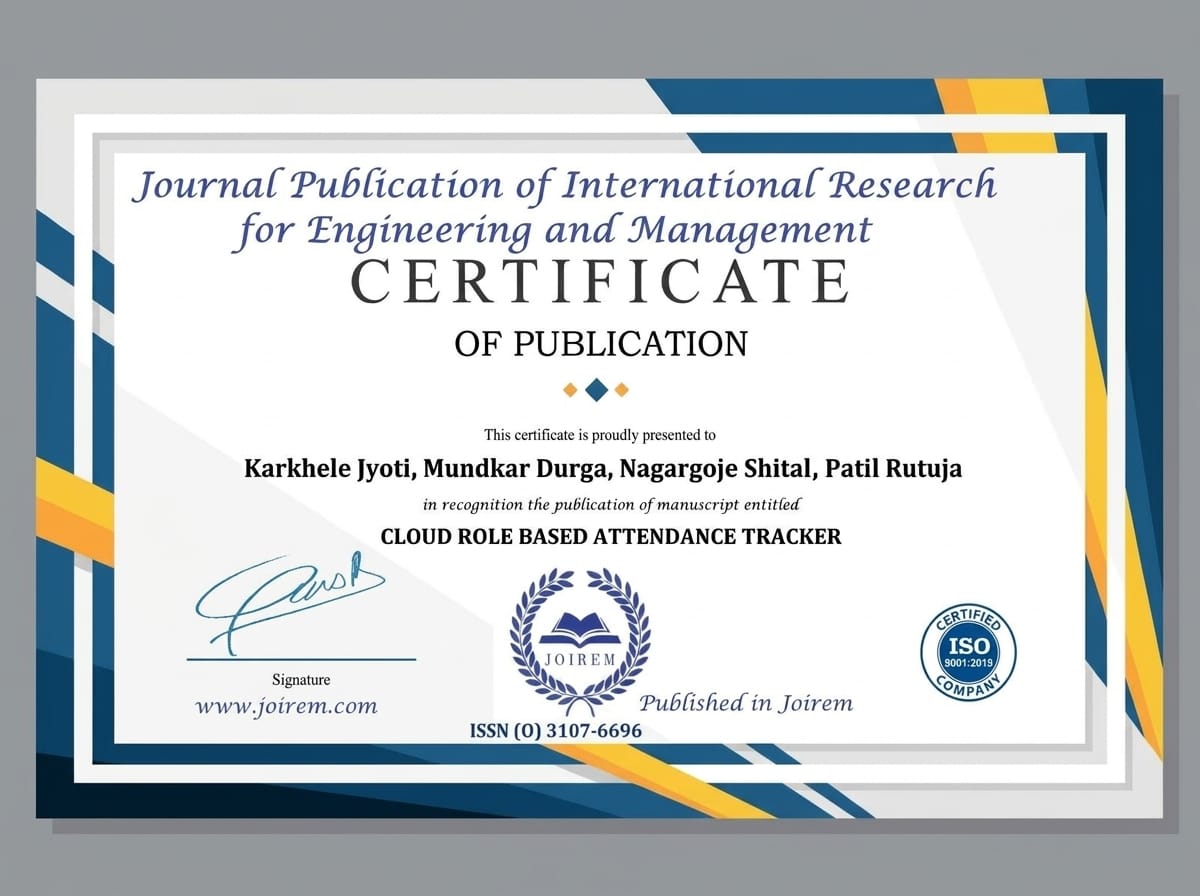 Journal Publication of International Research
for Engineering and Management
CERTIFICATE
OF PUBLICATION
This certificate is proudly presented to
Karkhele Jyoti, Mundkar Durga, Nagargoje Shital, Patil Rutuja
in recognition the publication of manuscript entitled
CLOUD ROLE BASED ATTENDANCE TRACKER
JOIREM
CERTIFIED
ISO
9001:2019
COMPANY
Signature
www.joirem.com
Published in Joirem
ISSN (O) 3107-6696